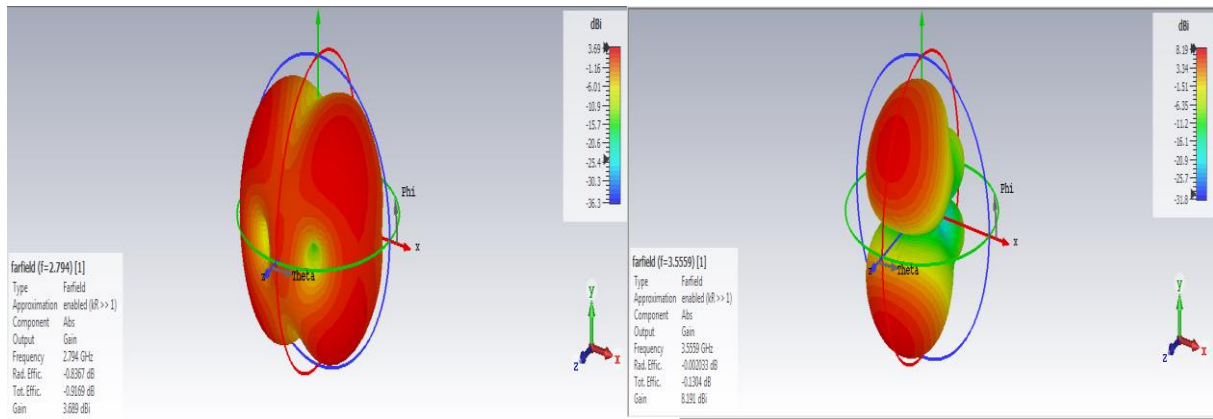 dBi
3.69
-1.16
-6.01
-10.9
-15.7
-20.6
-25.4
-30.3
-36.3
Phi
x
z
Theta
farfield (f=2.794) [1]
Type Farfield
Approximation enabled (kR >> 1)
Component Abs
Output Gain
Frequency 2.794 GHz
Rad. Effic. -0.8367 dB
Tot. Effic. -0.9169 dB
Gain 3.689 dBi
y
z
x
dBi
8.19
3.34
-1.51
-6.35
-11.2
-16.1
-20.9
-25.7
-31.8
Phi
x
z
Theta
farfield (f=3.5559) [1]
Type Farfield
Approximation enabled (kR >> 1)
Component Abs
Output Gain
Frequency 3.5559 GHz
Rad. Effic. -0.002033 dB
Tot. Effic. -0.1304 dB
Gain 8.191 dBi
y
z
x